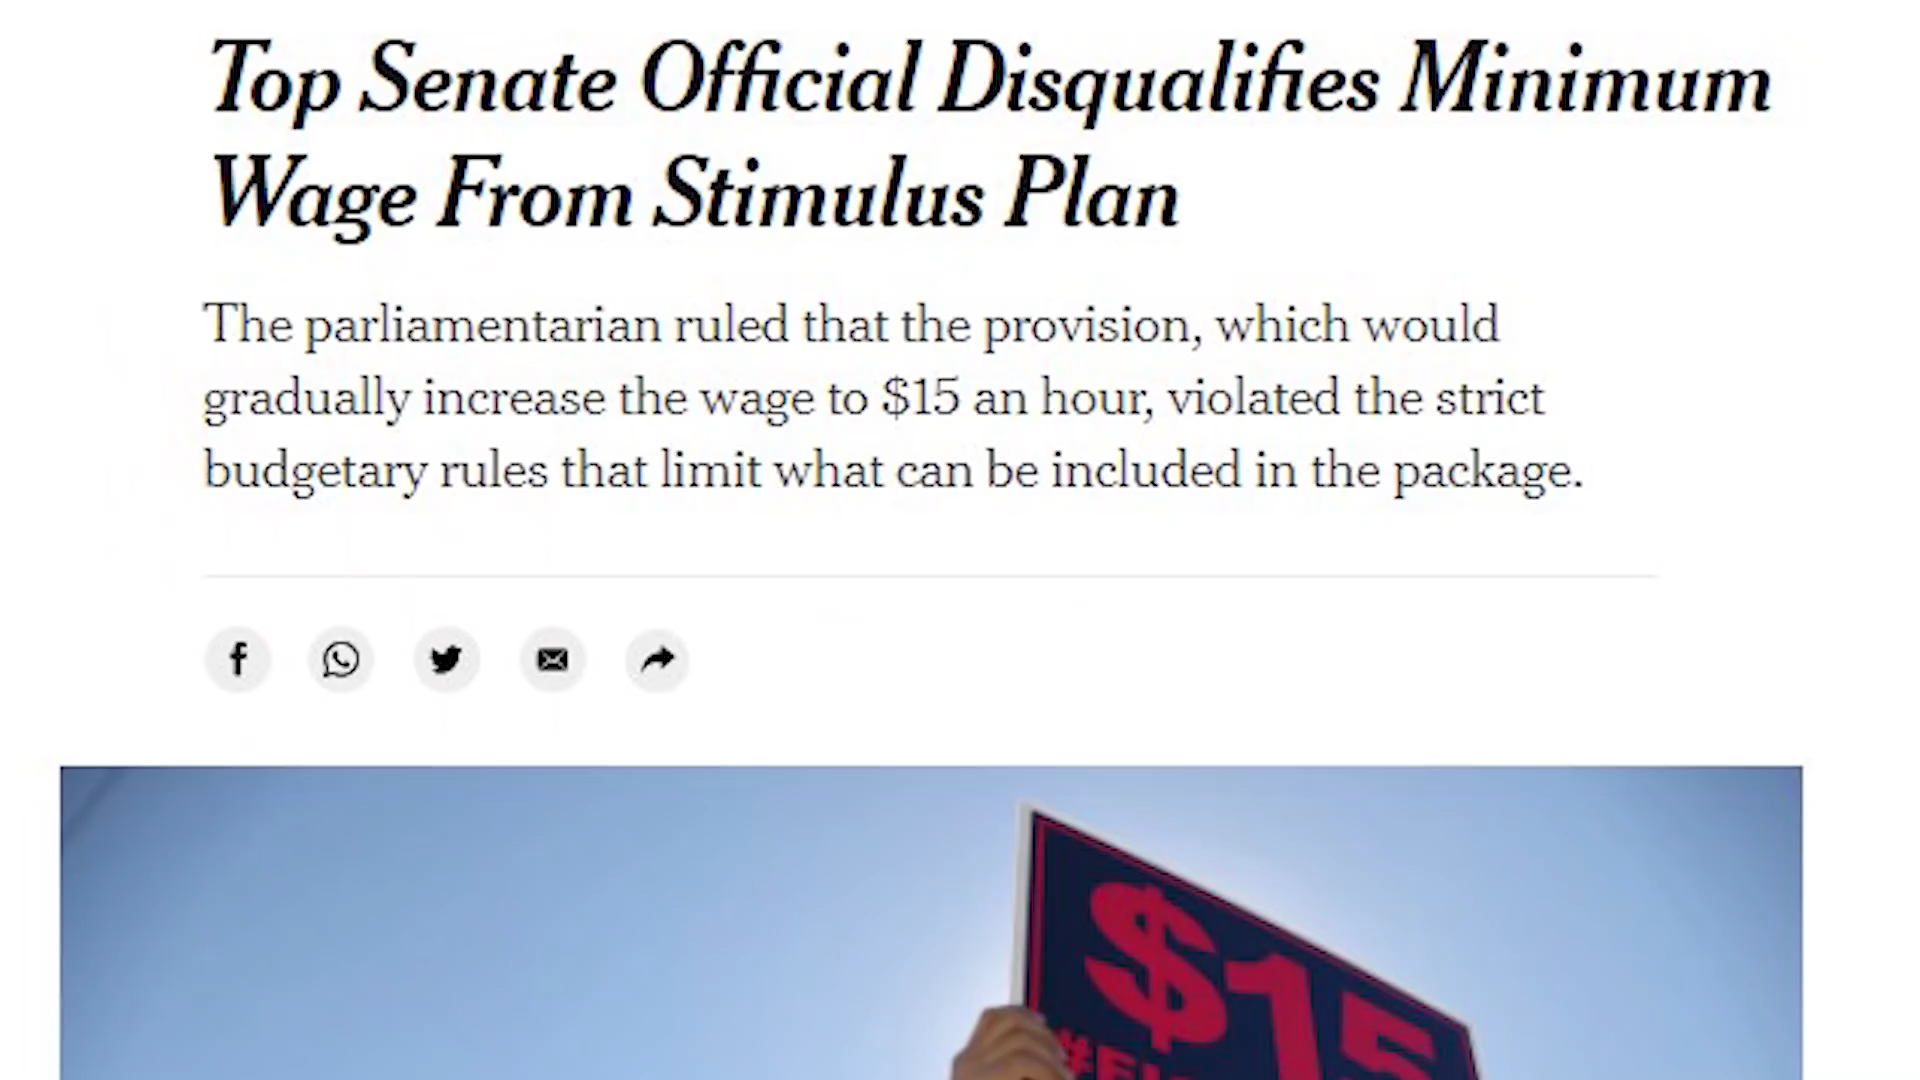 Top Senate Official Disqualifies Minimum
Wage From Stimulus Plan
The parliamentarian ruled that the provision, which would
gradually increase the wage to $15 an hour, violated the strict
budgetary rules that limit what can be included in the package.
$15